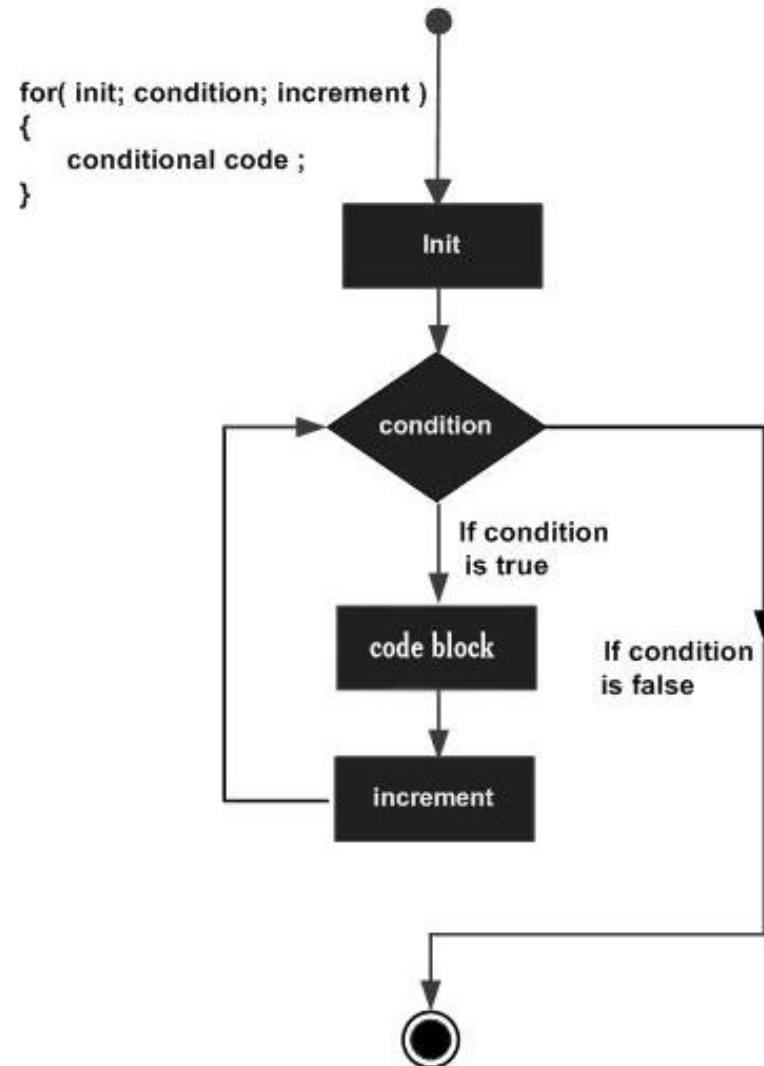 for( init; condition; increment )
{
conditional code ;
}
Init
condition
If condition
is true
code block
If condition
is false
increment